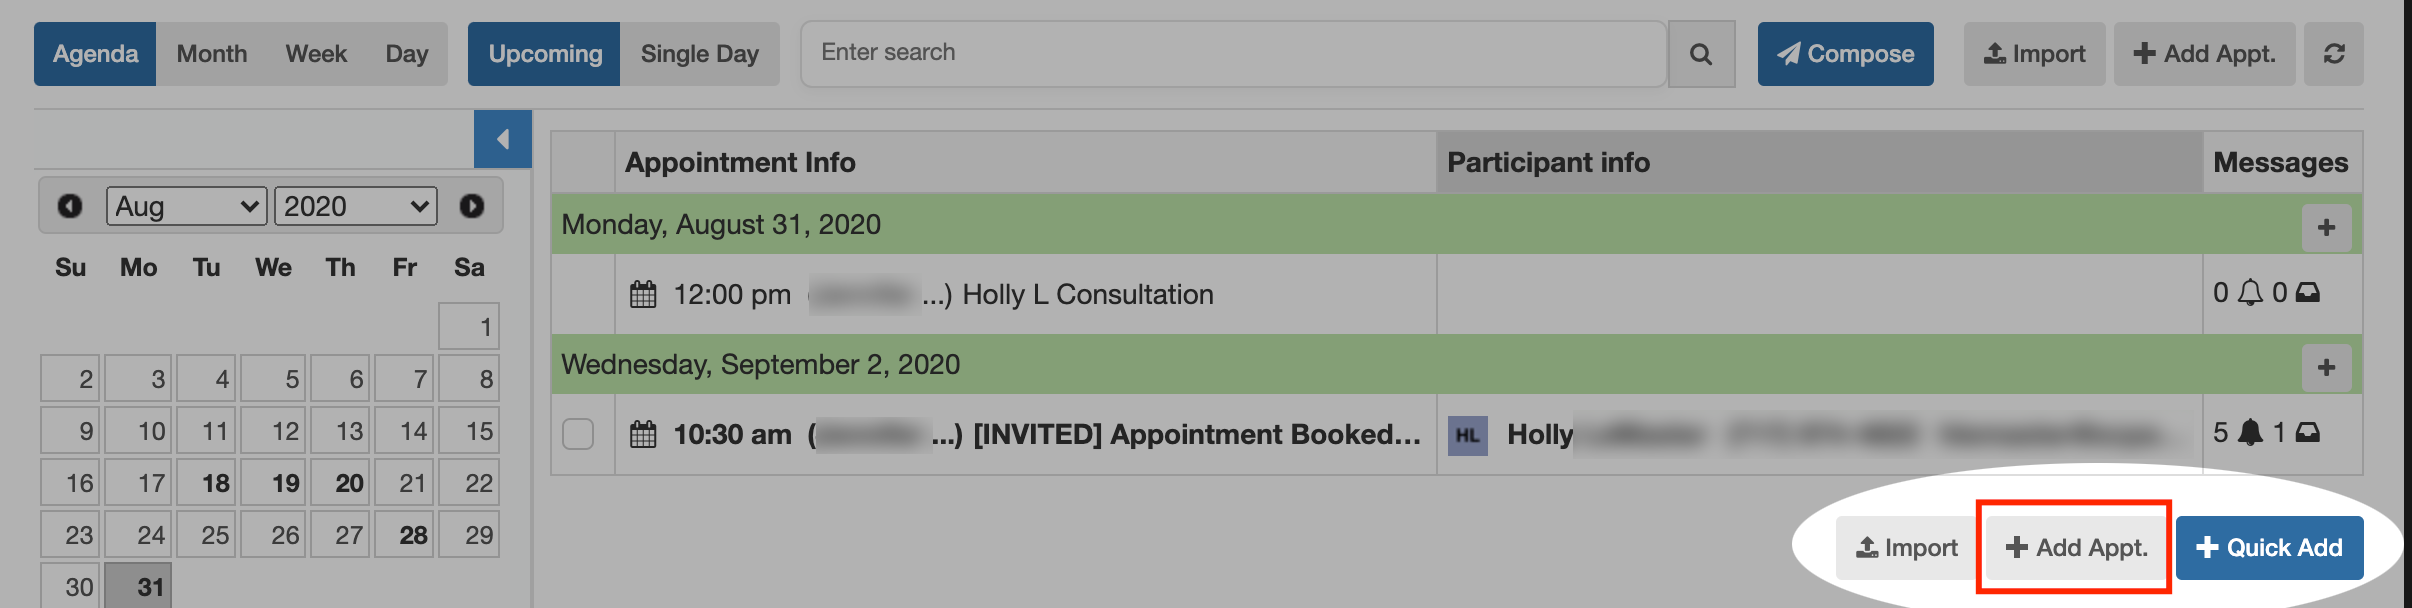 Agenda Month Week Day Upcoming Single Day Enter search Compose Import Add Appt.
Aug 2020
Su Mo Tu We Th Fr Sa
1
2 3 4 5 6 7 8
9 10 11 12 13 14 15
16 17 18 19 20 21 22
23 24 25 26 27 28 29
30 31
Appointment Info Participant info Messages
Monday, August 31, 2020
12:00 pm ...) Holly L Consultation 0 0
Wednesday, September 2, 2020
10:30 am ( ...) [INVITED] Appointment Booked... HL Holly 5 1
Import Add Appt. Quick Add